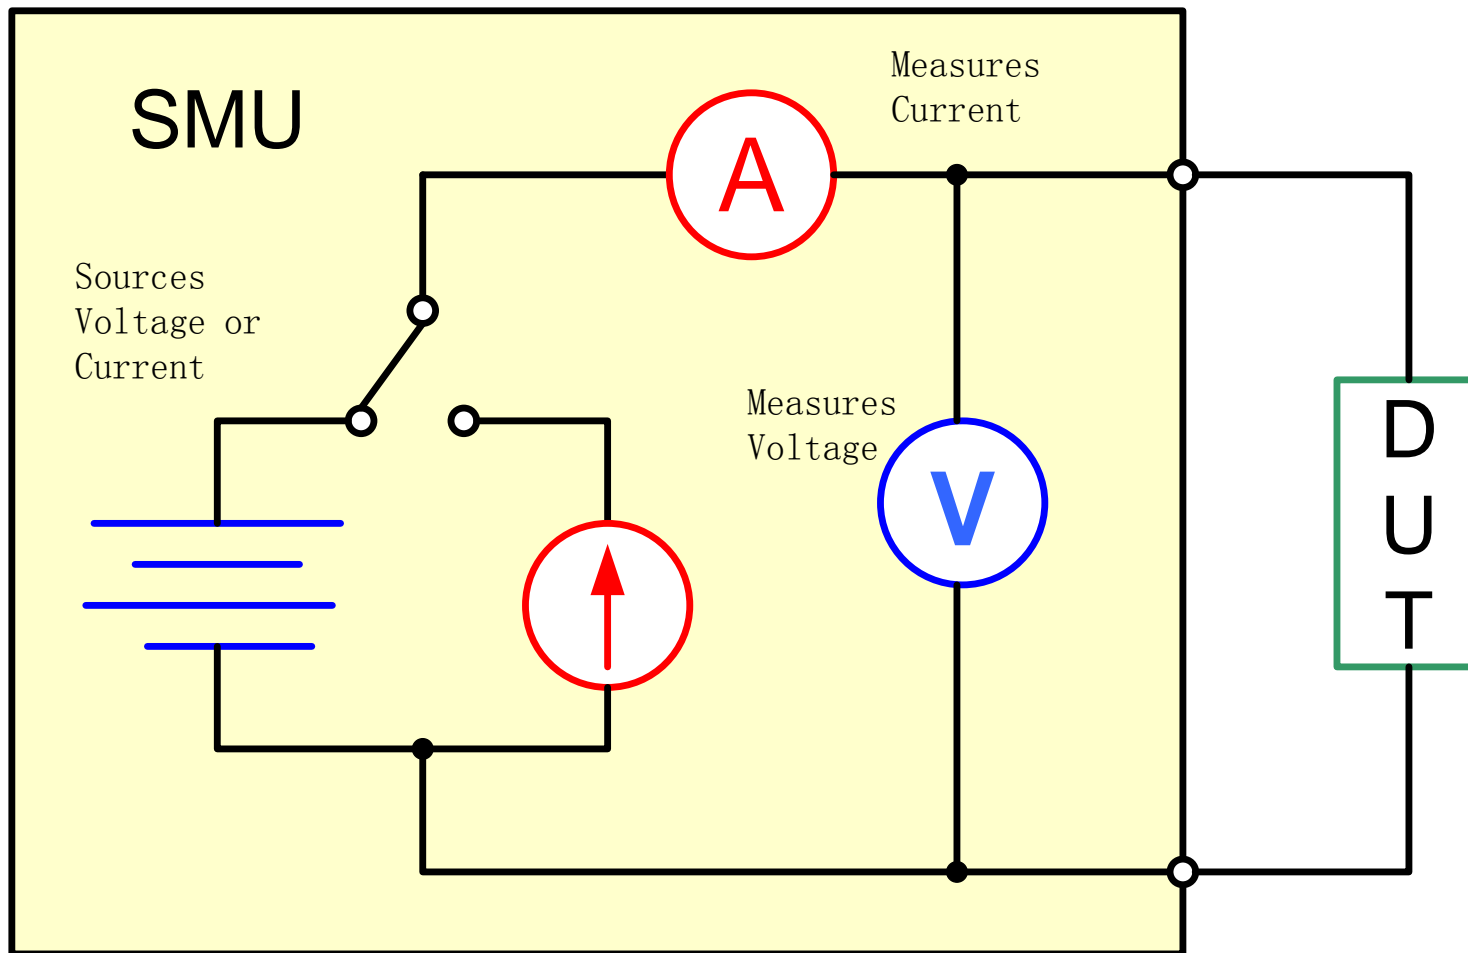 SMU
Measures
Current
A
Sources
Voltage or
Current
Measures
Voltage
V
D
U
T